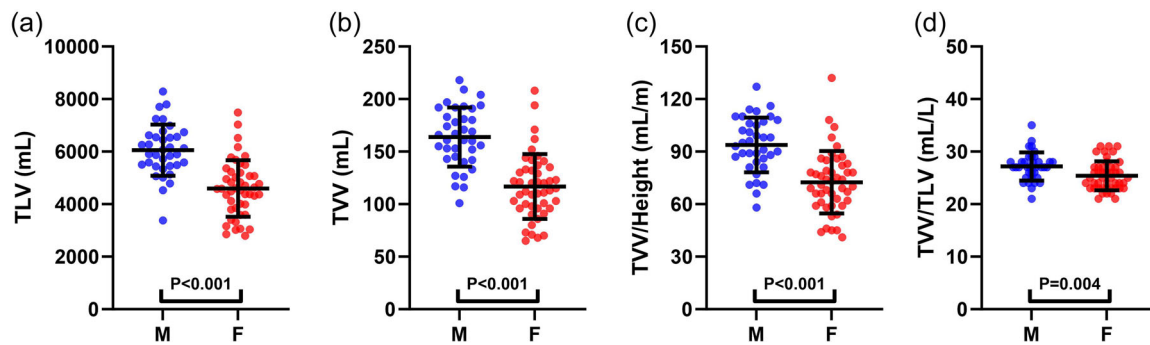 (a)
TLV (mL)
10000
8000
6000
4000
2000
0
P<0.001
M F
(b)
TVV (mL)
250
200
150
100
50
0
P<0.001
M F
(c)
TVV/Height (mL/m)
150
120
90
60
30
0
P<0.001
M F
(d)
TVV/TLV (mL/L)
50
40
30
20
10
0
P=0.004
M F